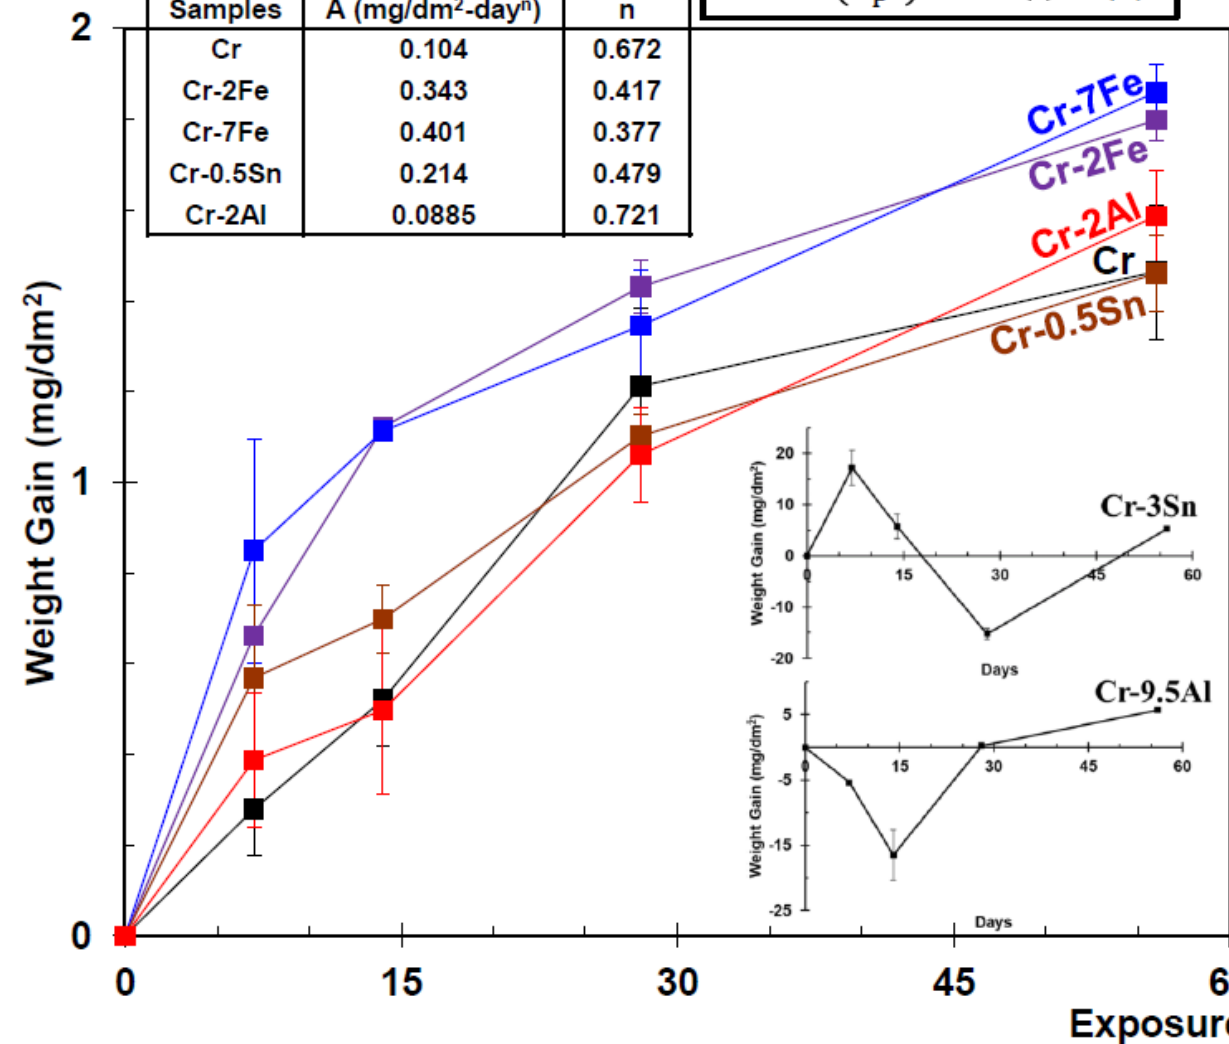 Samples A (mg/dm²-dayⁿ) n
Cr 0.104 0.672
Cr-2Fe 0.343 0.417
Cr-7Fe 0.401 0.377
Cr-0.5Sn 0.214 0.479
Cr-2Al 0.0885 0.721
2
1
0
Weight Gain (mg/dm²)
Cr-7Fe
Cr-2Fe
Cr-2Al
Cr
Cr-0.5Sn
Cr-3Sn
Weight Gain (mg/dm²)
20
10
0
-10
-20
0 15 30 45 60
Days
Cr-9.5Al
Weight Gain (mg/dm²)
5
-5
-15
-25
0 15 30 45 60
Days
0 15 30 45 6
Exposure